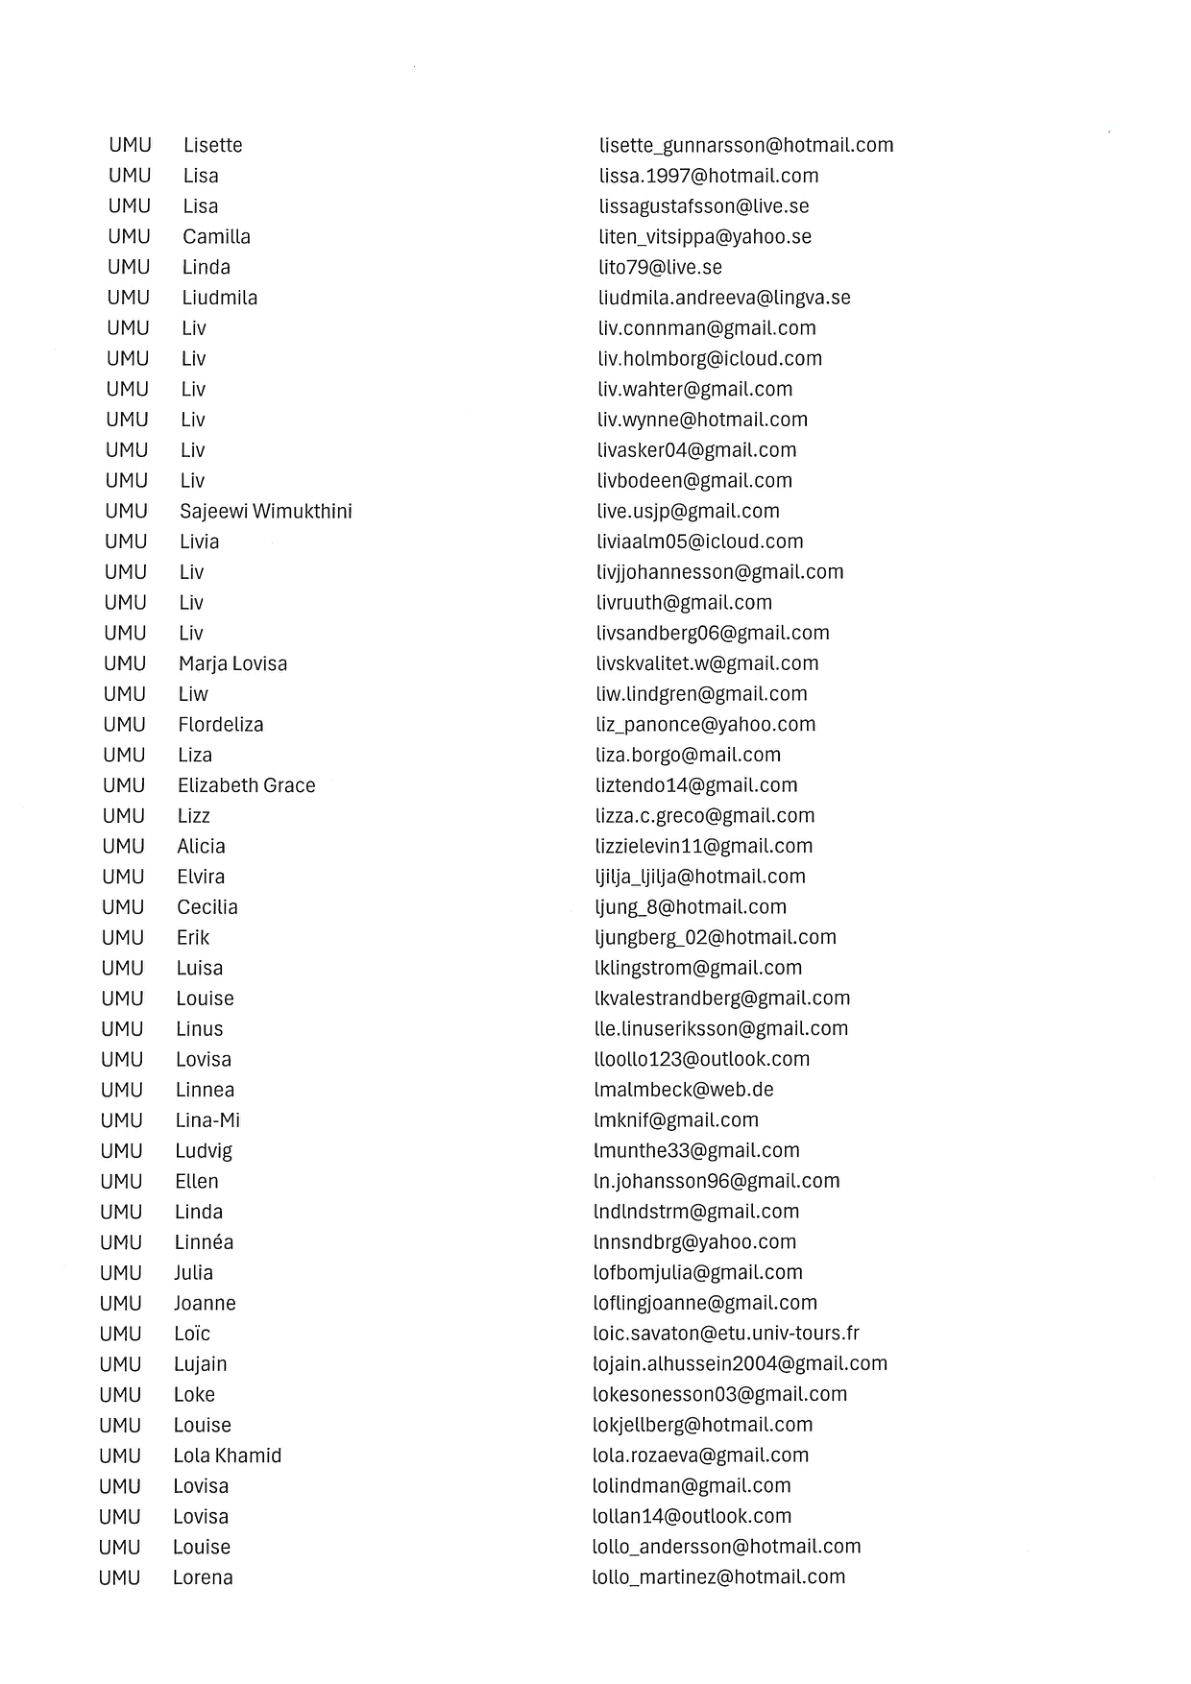 UMU Lisette lisette_gunnarsson@hotmail.com
UMU Lisa lissa.1997@hotmail.com
UMU Lisa lissagustafsson@live.se
UMU Camilla liten_vitsippa@yahoo.se
UMU Linda lito79@live.se
UMU Liudmila liudmila.andreeva@lingva.se
UMU Liv liv.connman@gmail.com
UMU Liv liv.holmborg@icloud.com
UMU Liv liv.wahter@gmail.com
UMU Liv liv.wynne@hotmail.com
UMU Liv livasker04@gmail.com
UMU Liv livbodeen@gmail.com
UMU Sajeewi Wimukthini live.usjp@gmail.com
UMU Livia liviaalm05@icloud.com
UMU Liv livjjohannesson@gmail.com
UMU Liv livruuth@gmail.com
UMU Liv livsandberg06@gmail.com
UMU Marja Lovisa livskvalitet.w@gmail.com
UMU Liw liw.lindgren@gmail.com
UMU Flordeliza liz_panonce@yahoo.com
UMU Liza liza.borgo@mail.com
UMU Elizabeth Grace liztendo14@gmail.com
UMU Lizz lizza.c.greco@gmail.com
UMU Alicia lizzielevin11@gmail.com
UMU Elvira ljilja_ljilja@hotmail.com
UMU Cecilia ljung_8@hotmail.com
UMU Erik ljungberg_02@hotmail.com
UMU Luisa lklingstrom@gmail.com
UMU Louise lkvalestrandberg@gmail.com
UMU Linus lle.linuseriksson@gmail.com
UMU Lovisa lloollo123@outlook.com
UMU Linnea lmalmbeck@web.de
UMU Lina-Mi lmknif@gmail.com
UMU Ludvig lmunthe33@gmail.com
UMU Ellen ln.johansson96@gmail.com
UMU Linda lndlndstrm@gmail.com
UMU Linnéa lnnsndbrg@yahoo.com
UMU Julia lofbomjulia@gmail.com
UMU Joanne loflingjoanne@gmail.com
UMU Loïc loic.savaton@etu.univ-tours.fr
UMU Lujain lojain.alhussein2004@gmail.com
UMU Loke lokesonesson03@gmail.com
UMU Louise lokjellberg@hotmail.com
UMU Lola Khamid lola.rozaeva@gmail.com
UMU Lovisa lolindman@gmail.com
UMU Lovisa lollan14@outlook.com
UMU Louise lollo_andersson@hotmail.com
UMU Lorena lollo_martinez@hotmail.com